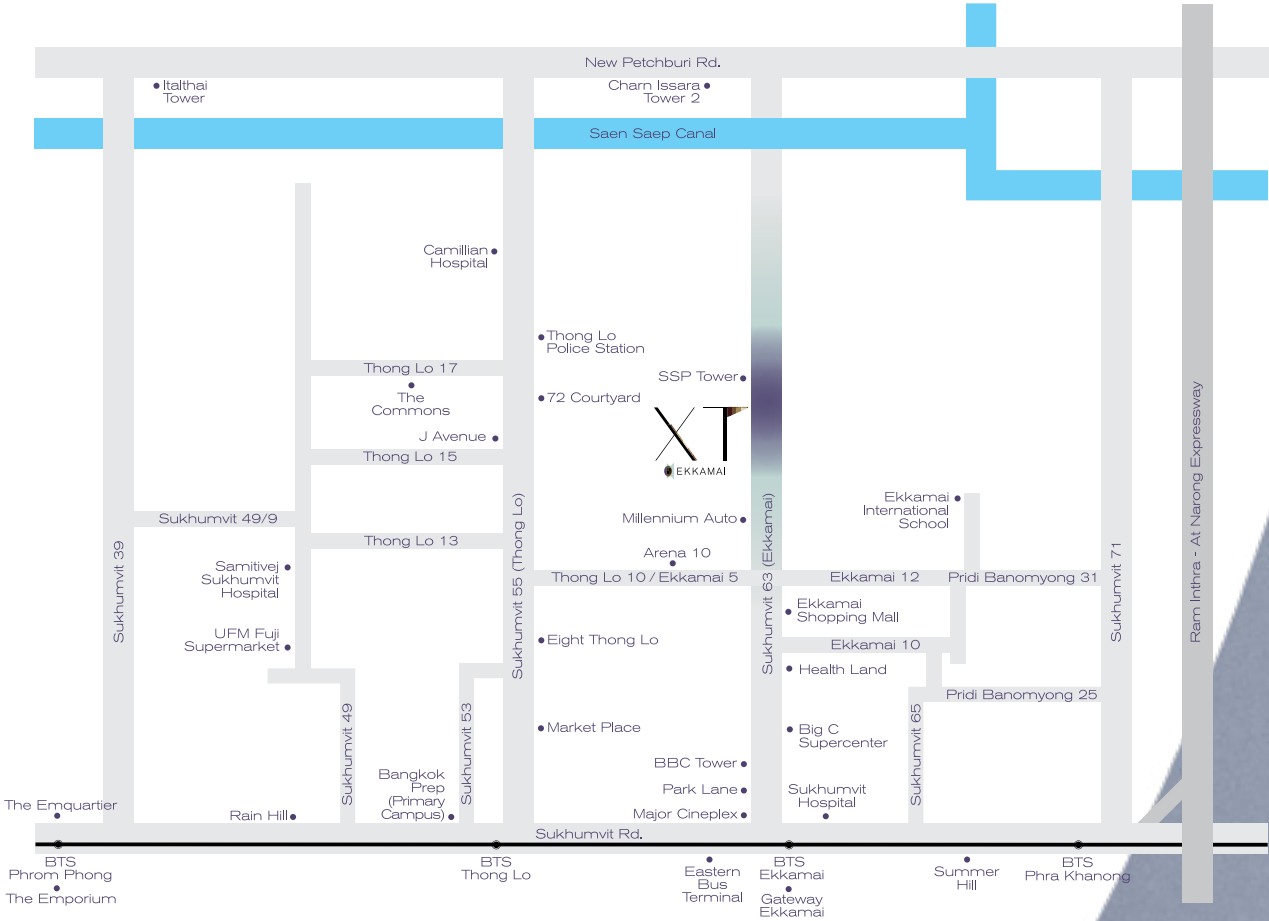 New Petchburi Rd.
Italthai
Tower
Charn Issara
Tower 2
Saen Saep Canal
Camillian
Hospital
Thong Lo
Police Station
Thong Lo 17
SSP Tower
The
Commons
72 Courtyard
XT
EKKAMAI
J Avenue
Thong Lo 15
Ram Inthra - At Narong Expressway
Sukhumvit 49/9
Millennium Auto
Ekkamai
International
School
Thong Lo 13
Arena 10
Sukhumvit 39
Sukhumvit 55 (Thong Lo)
Sukhumvit 63 (Ekkamai)
Sukhumvit 71
Samitivej
Sukhumvit
Hospital
Thong Lo 10 / Ekkamai 5
Ekkamai 12
Pridi Banomyong 31
Ekkamai
Shopping Mall
UFM Fuji
Supermarket
Eight Thong Lo
Ekkamai 10
Health Land
Pridi Banomyong 25
Sukhumvit 49
Sukhumvit 53
Sukhumvit 65
Market Place
Big C
Supercenter
BBC Tower
Bangkok
Prep
(Primary
Campus)
Park Lane
Sukhumvit
Hospital
The Emquartier
Rain Hill
Major Cineplex
Sukhumvit Rd.
BTS
Phrom Phong
The Emporium
BTS
Thong Lo
Eastern
Bus
Terminal
BTS
Ekkamai
Gateway
Ekkamai
Summer
Hill
BTS
Phra Khanong